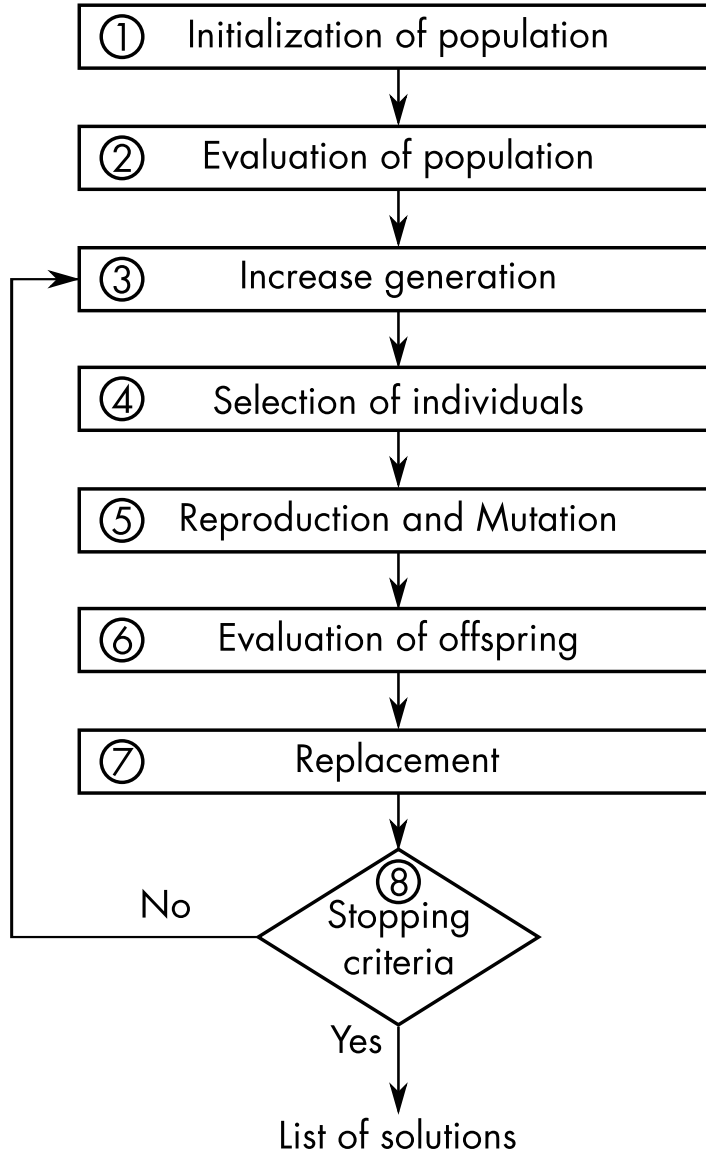 ① Initialization of population
② Evaluation of population
③ Increase generation
④ Selection of individuals
⑤ Reproduction and Mutation
⑥ Evaluation of offspring
⑦ Replacement
⑧
Stopping
criteria
No
Yes
List of solutions